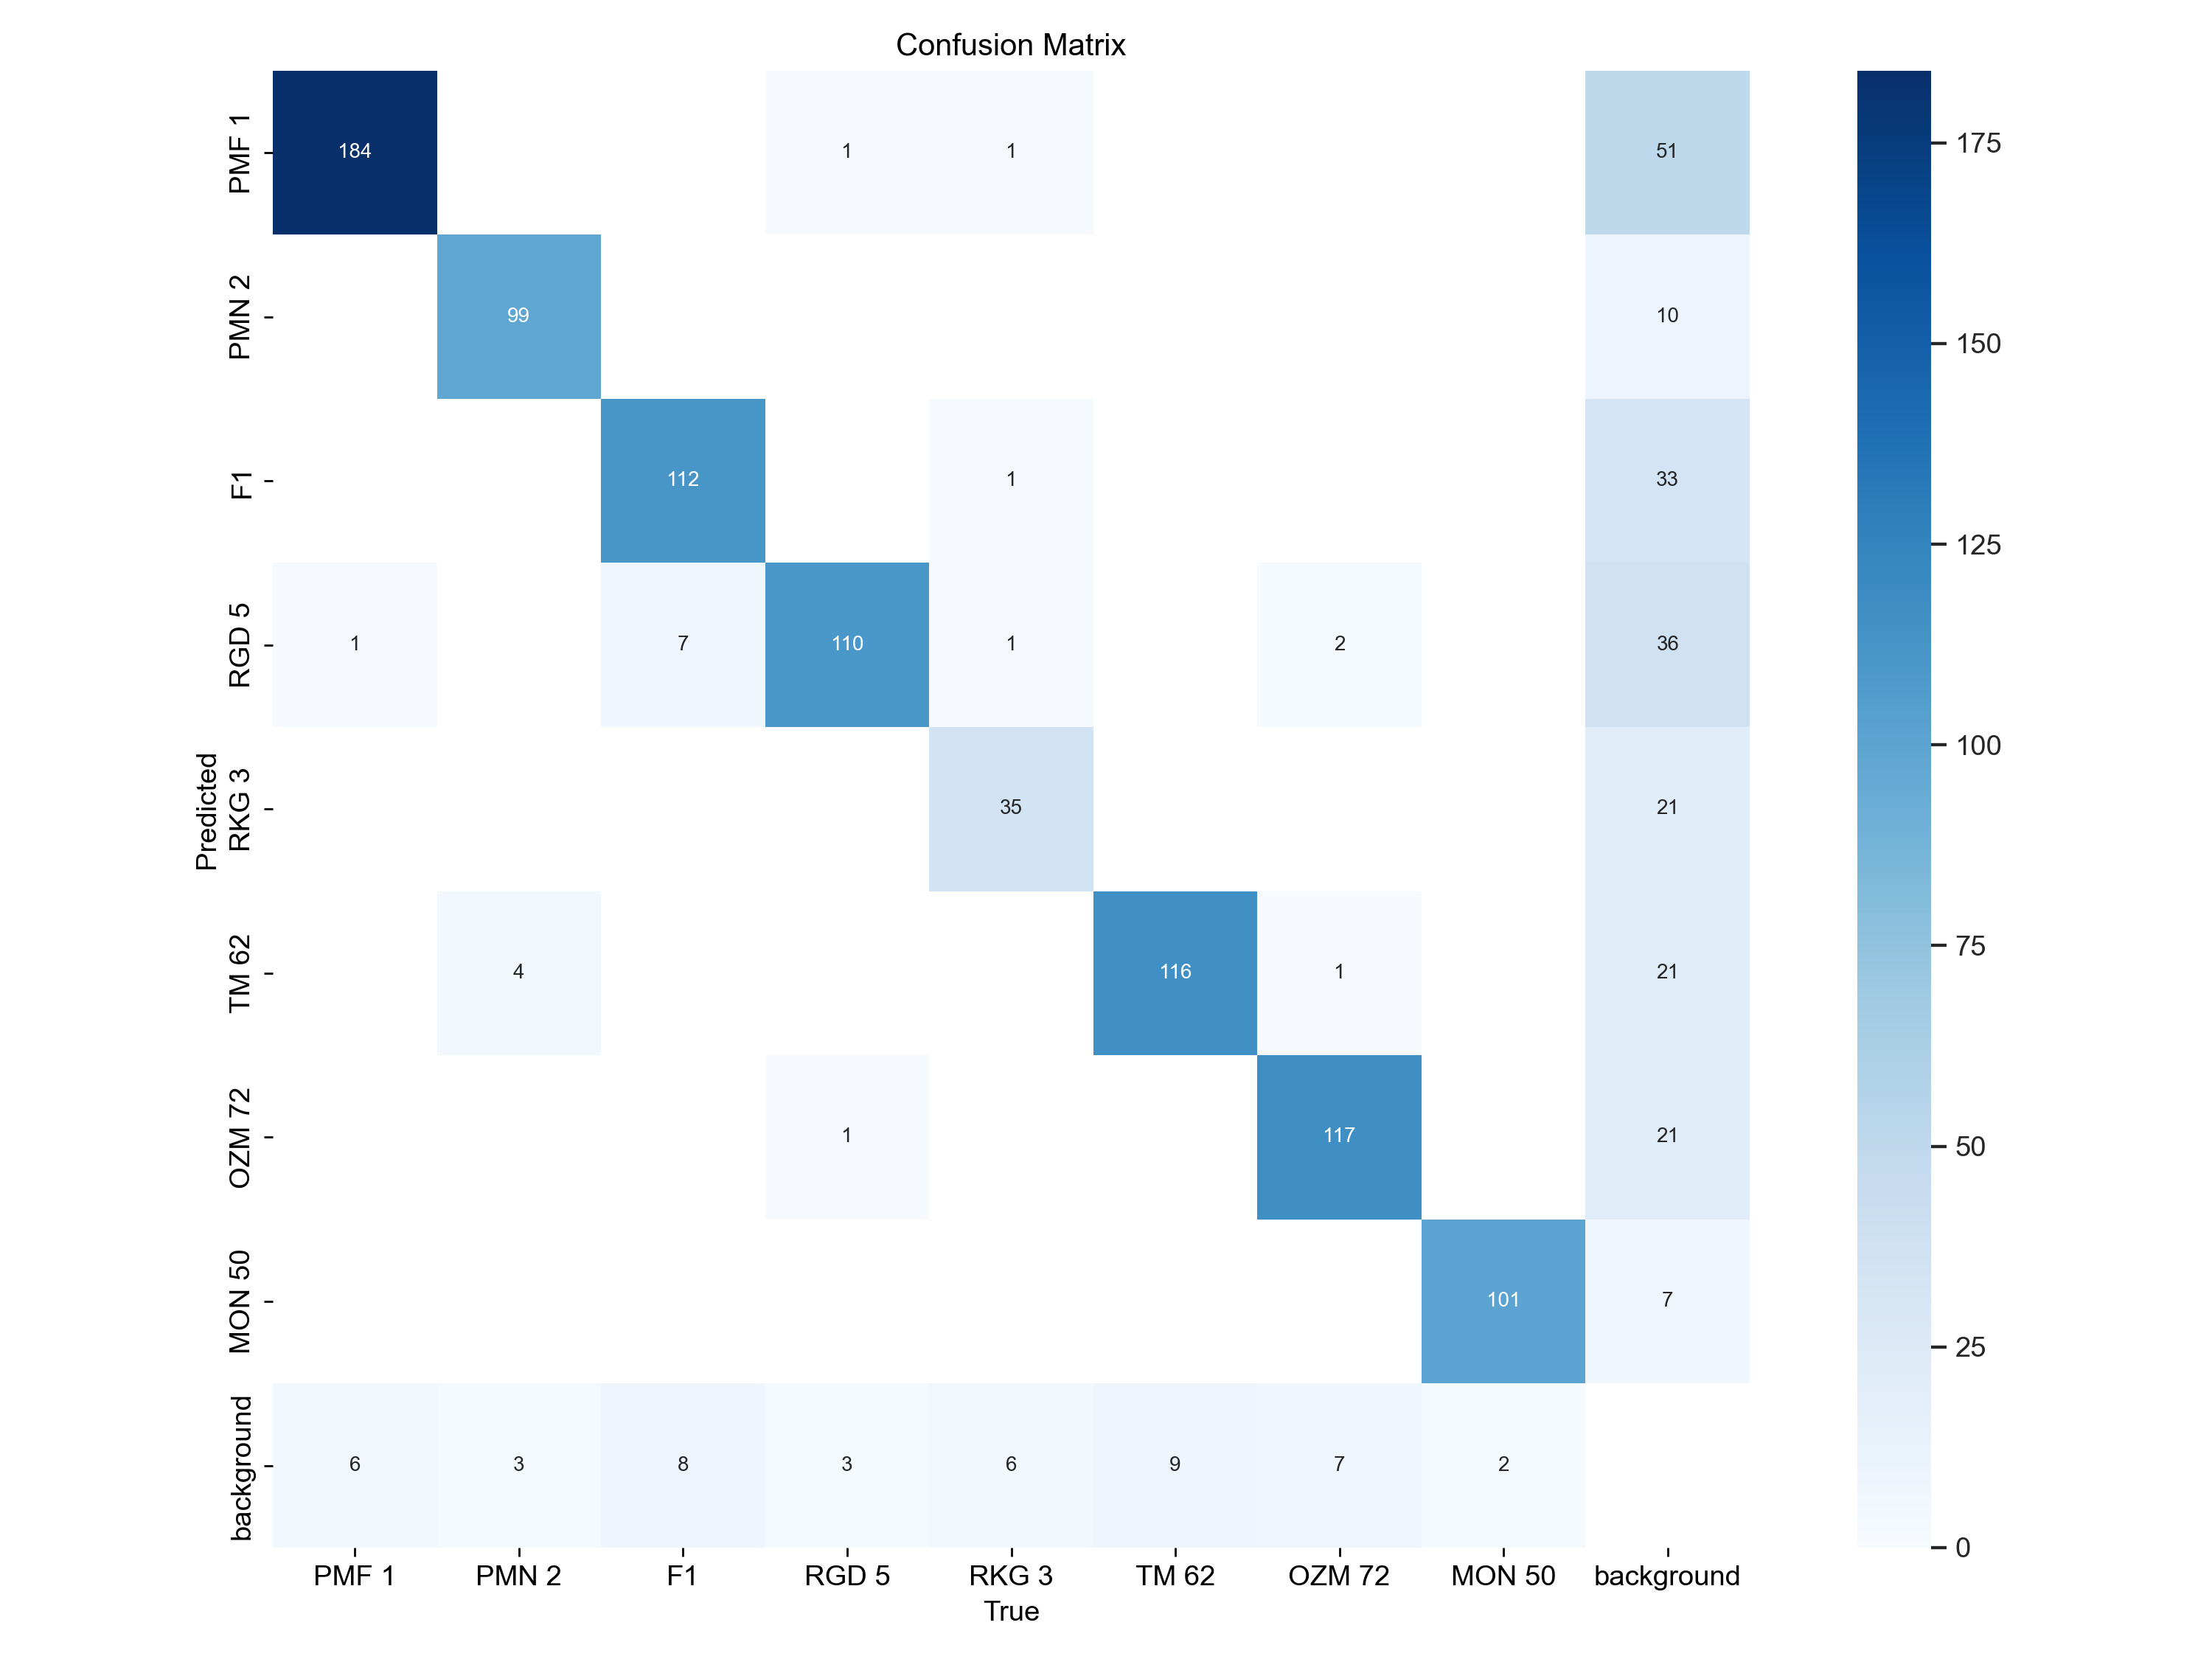 Confusion Matrix
PMF 1
184
1
1
51
175
PMN 2
99
10
150
F1
112
1
33
125
RGD 5
1
7
110
1
2
36
100
Predicted
RKG 3
35
21
75
TM 62
4
116
1
21
OZM 72
1
117
21
50
MON 50
101
7
25
background
6
3
8
3
6
9
7
2
0
PMF 1
PMN 2
F1
RGD 5
RKG 3
TM 62
OZM 72
MON 50
background
True